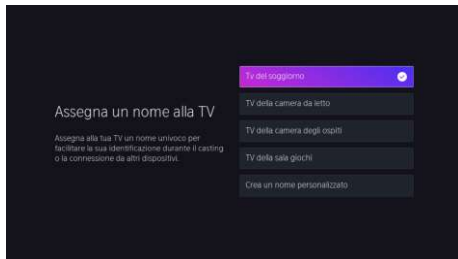 Assegna un nome alla TV
Assegna alla tua TV un nome univoco per
facilitare la sua identificazione durante il casting
o la connessione da altri dispositivi.
Tv del soggiorno
TV della camera da letto
TV della camera degli ospiti
TV della sala giochi
Crea un nome personalizzato